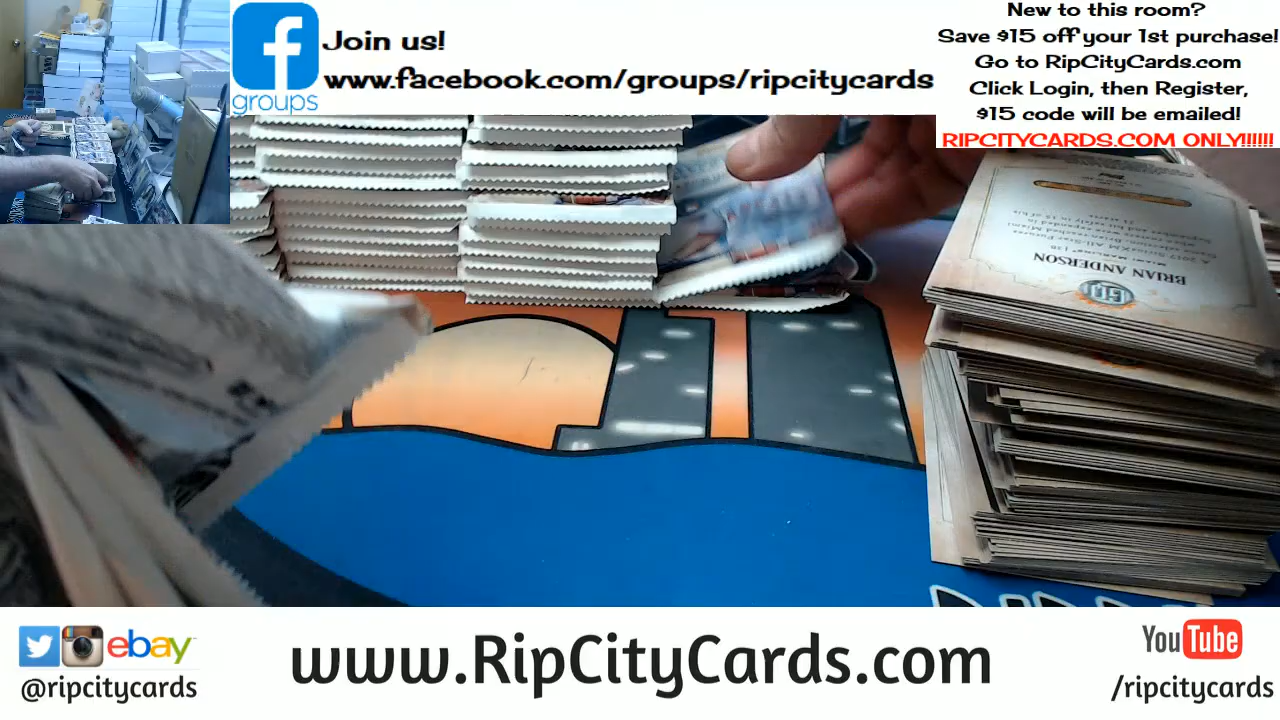 f
groups
Join us!
www.facebook.com/groups/ripcitycards
New to this room?
Save $15 off your 1st purchase!
Go to RipCityCards.com
Click Login, then Register,
$15 code will be emailed!
RIPCITYCARDS.COM ONLY!!!!!!
BRIAN ANDERSON
ebay
@ripcitycards
www.RipCityCards.com
YouTube
/ripcitycards